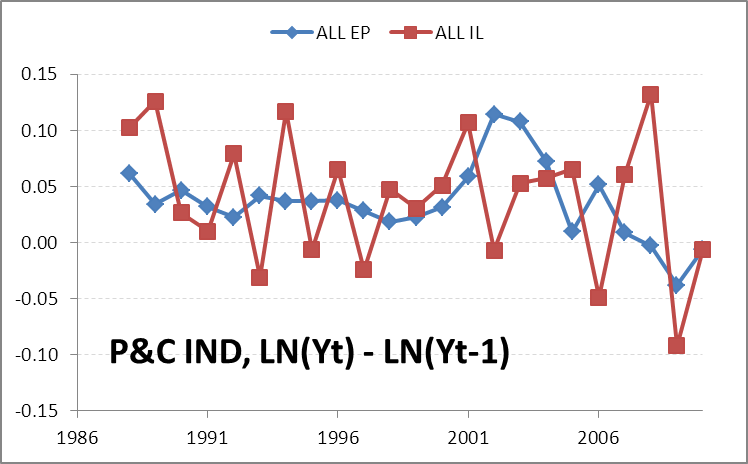 ALL EP ALL IL
0.15
0.10
0.05
0.00
-0.05
-0.10
-0.15
P&C IND, LN(Yt) - LN(Yt-1)
1986 1991 1996 2001 2006